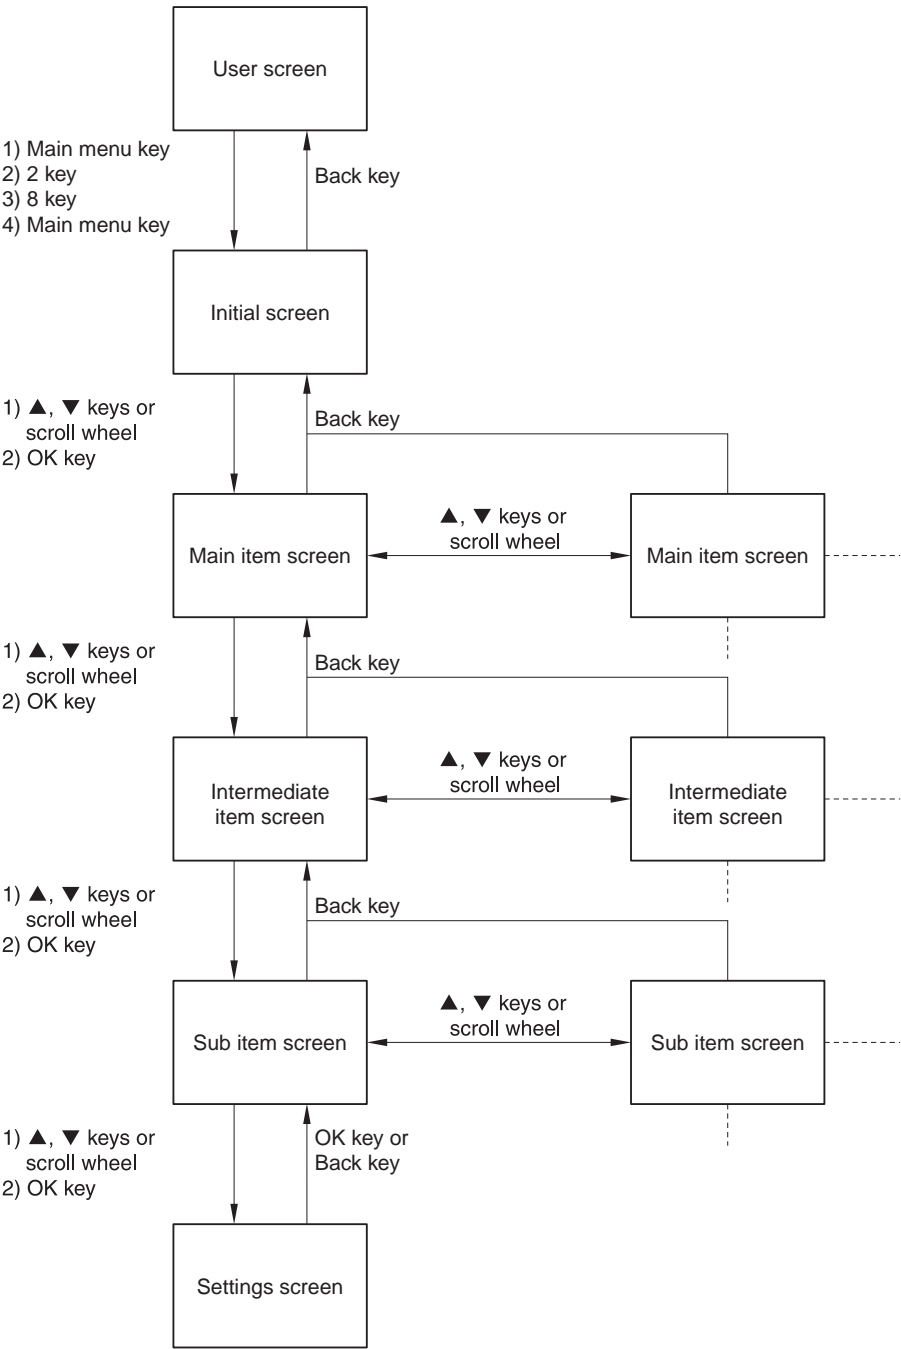 User screen
1) Main menu key
2) 2 key
3) 8 key
4) Main menu key
Back key
Initial screen
1) ▲, ▼ keys or
scroll wheel
2) OK key
Back key
Main item screen
▲, ▼ keys or
scroll wheel
Main item screen
1) ▲, ▼ keys or
scroll wheel
2) OK key
Back key
Intermediate
item screen
▲, ▼ keys or
scroll wheel
Intermediate
item screen
1) ▲, ▼ keys or
scroll wheel
2) OK key
Back key
Sub item screen
▲, ▼ keys or
scroll wheel
Sub item screen
1) ▲, ▼ keys or
scroll wheel
2) OK key
OK key or
Back key
Settings screen